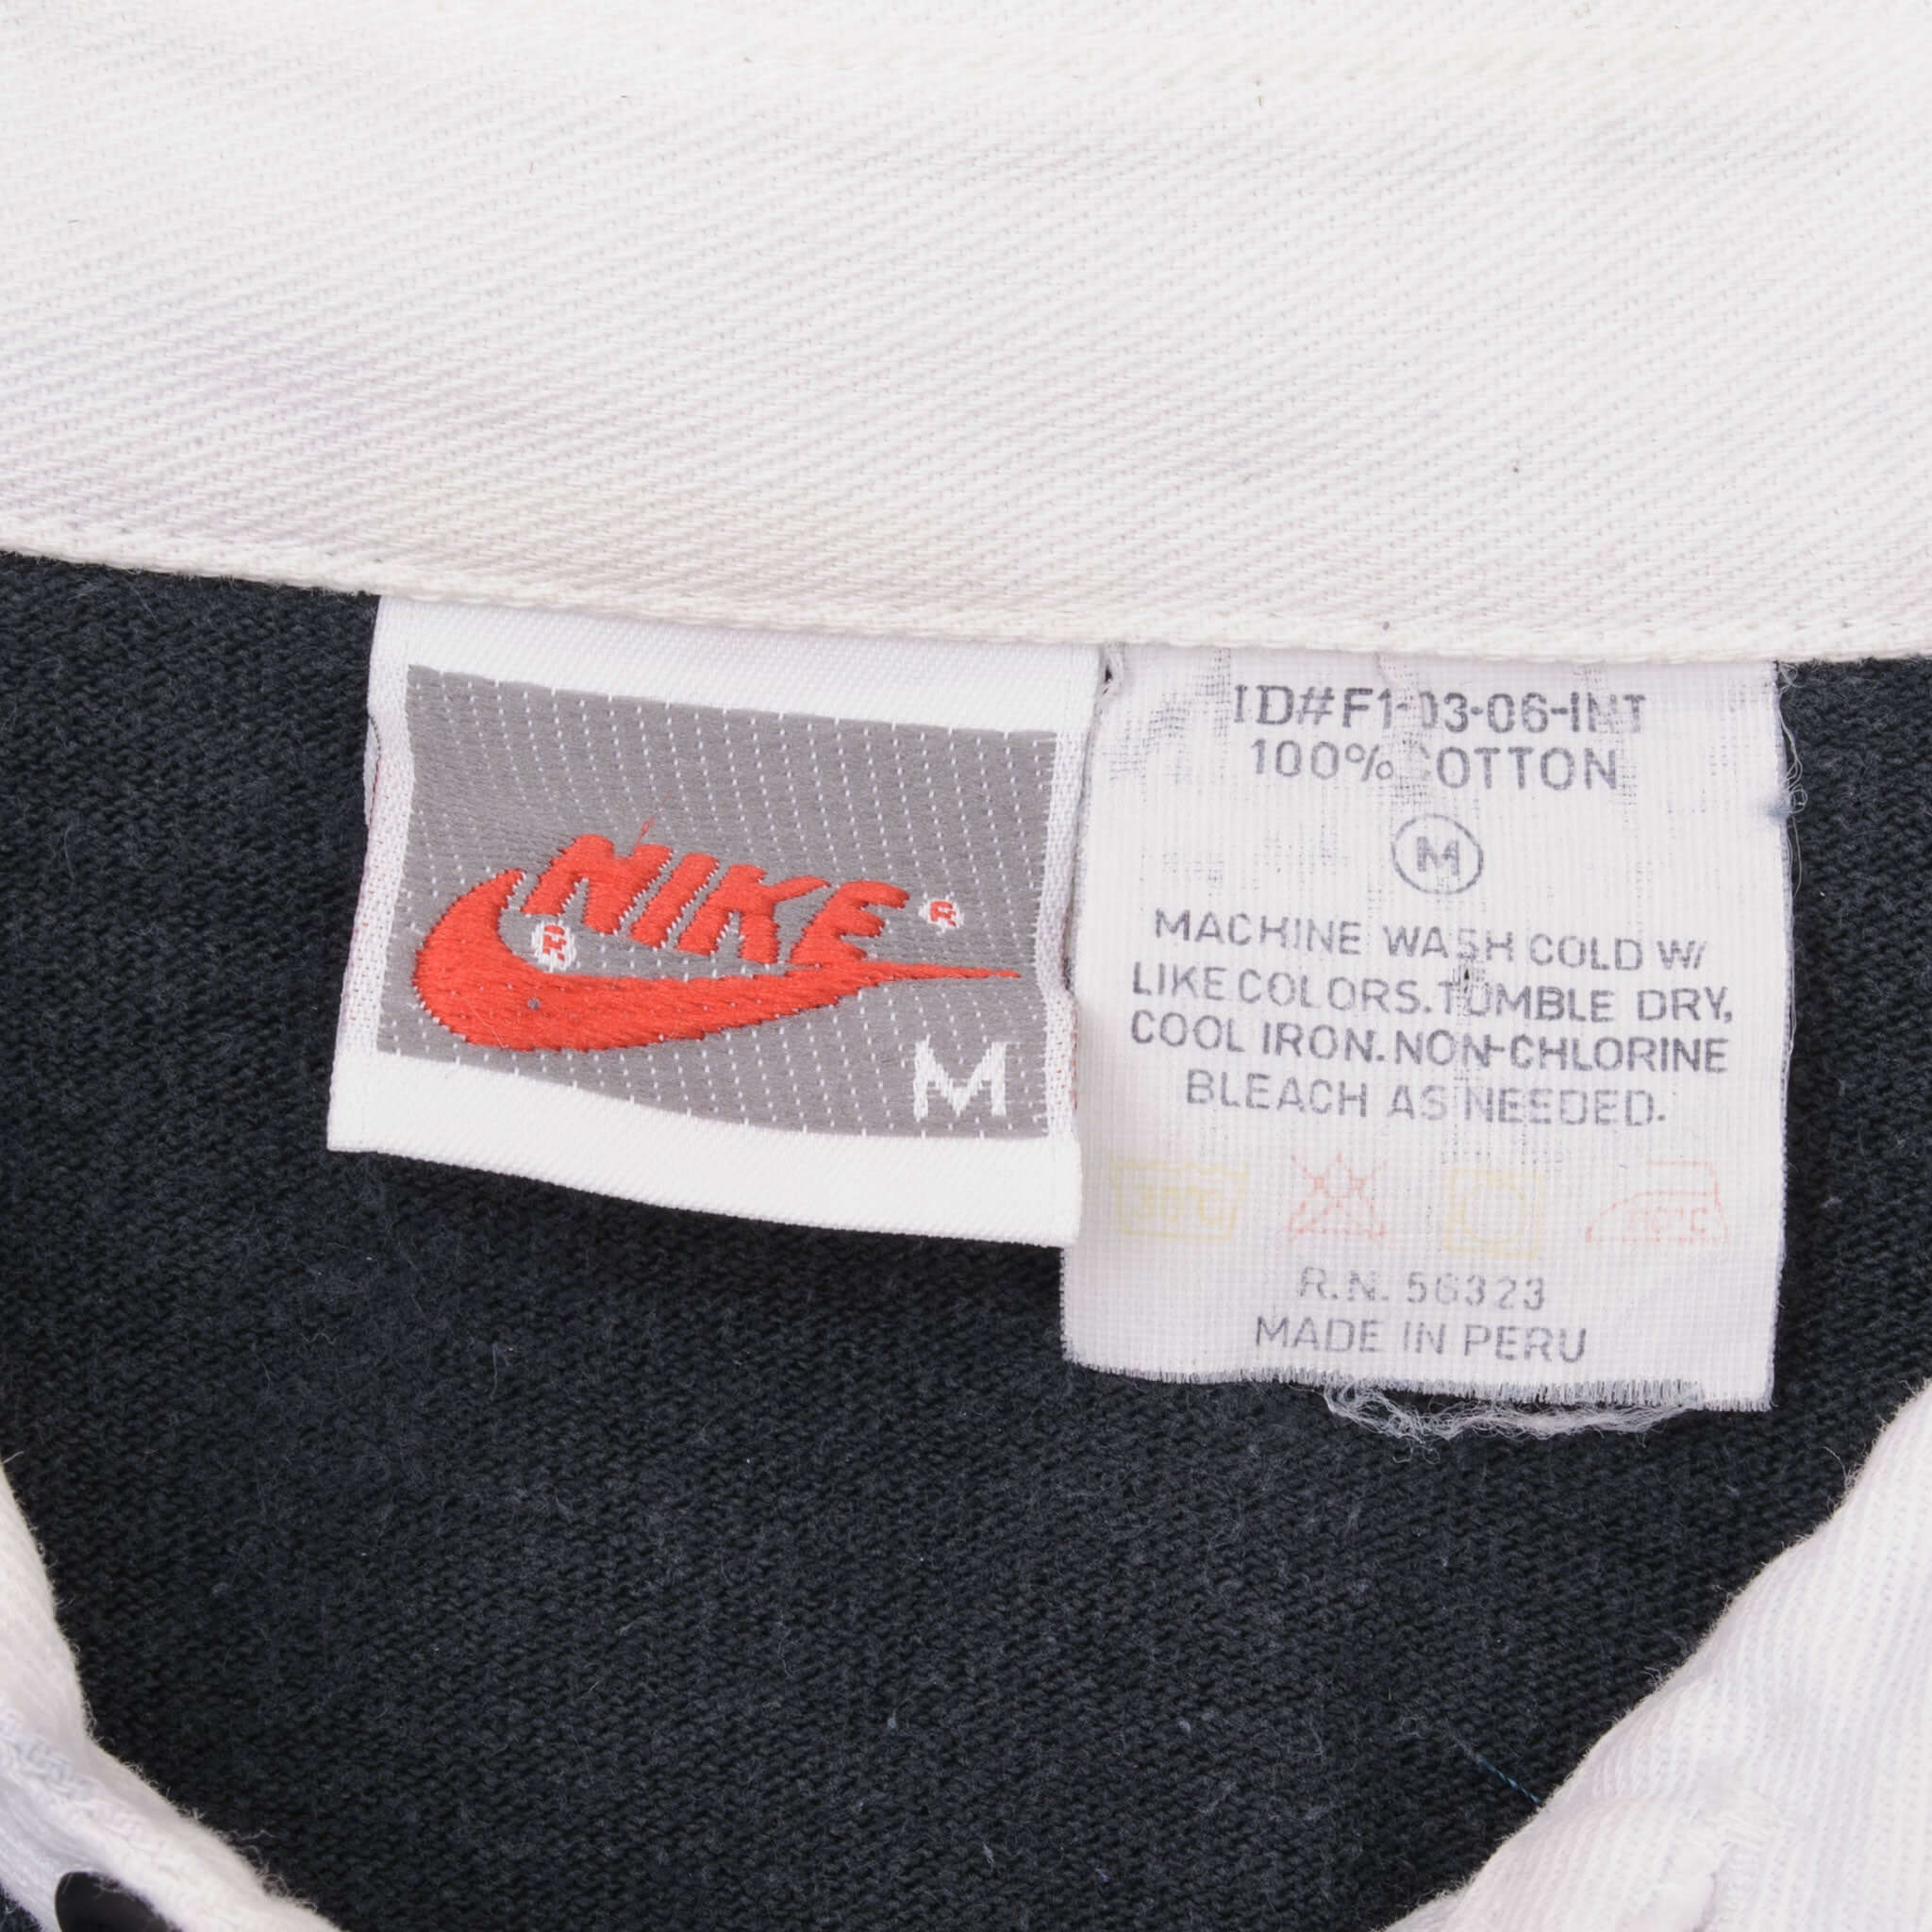 NIKE ®
®
M
ID#F1-03-06-INT
100% COTTON
M
MACHINE WASH COLD W/
LIKE COLORS. TUMBLE DRY,
COOL IRON. NON-CHLORINE
BLEACH AS NEEDED.
30°C
R.N. 56323
MADE IN PERU